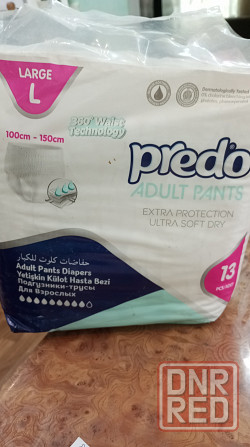 LARGE
L
100cm - 150cm
360° Waist
Technology
Dermatologically Tested
predo
ADULT PANTS
EXTRA PROTECTION
ULTRA SOFT DRY
حفاضات كلوت للكبار
Adult Pants Diapers
Yetişkin Külot Hasta Bezi
Подгузники-трусы
Для Взрослых
13
DNR
RED